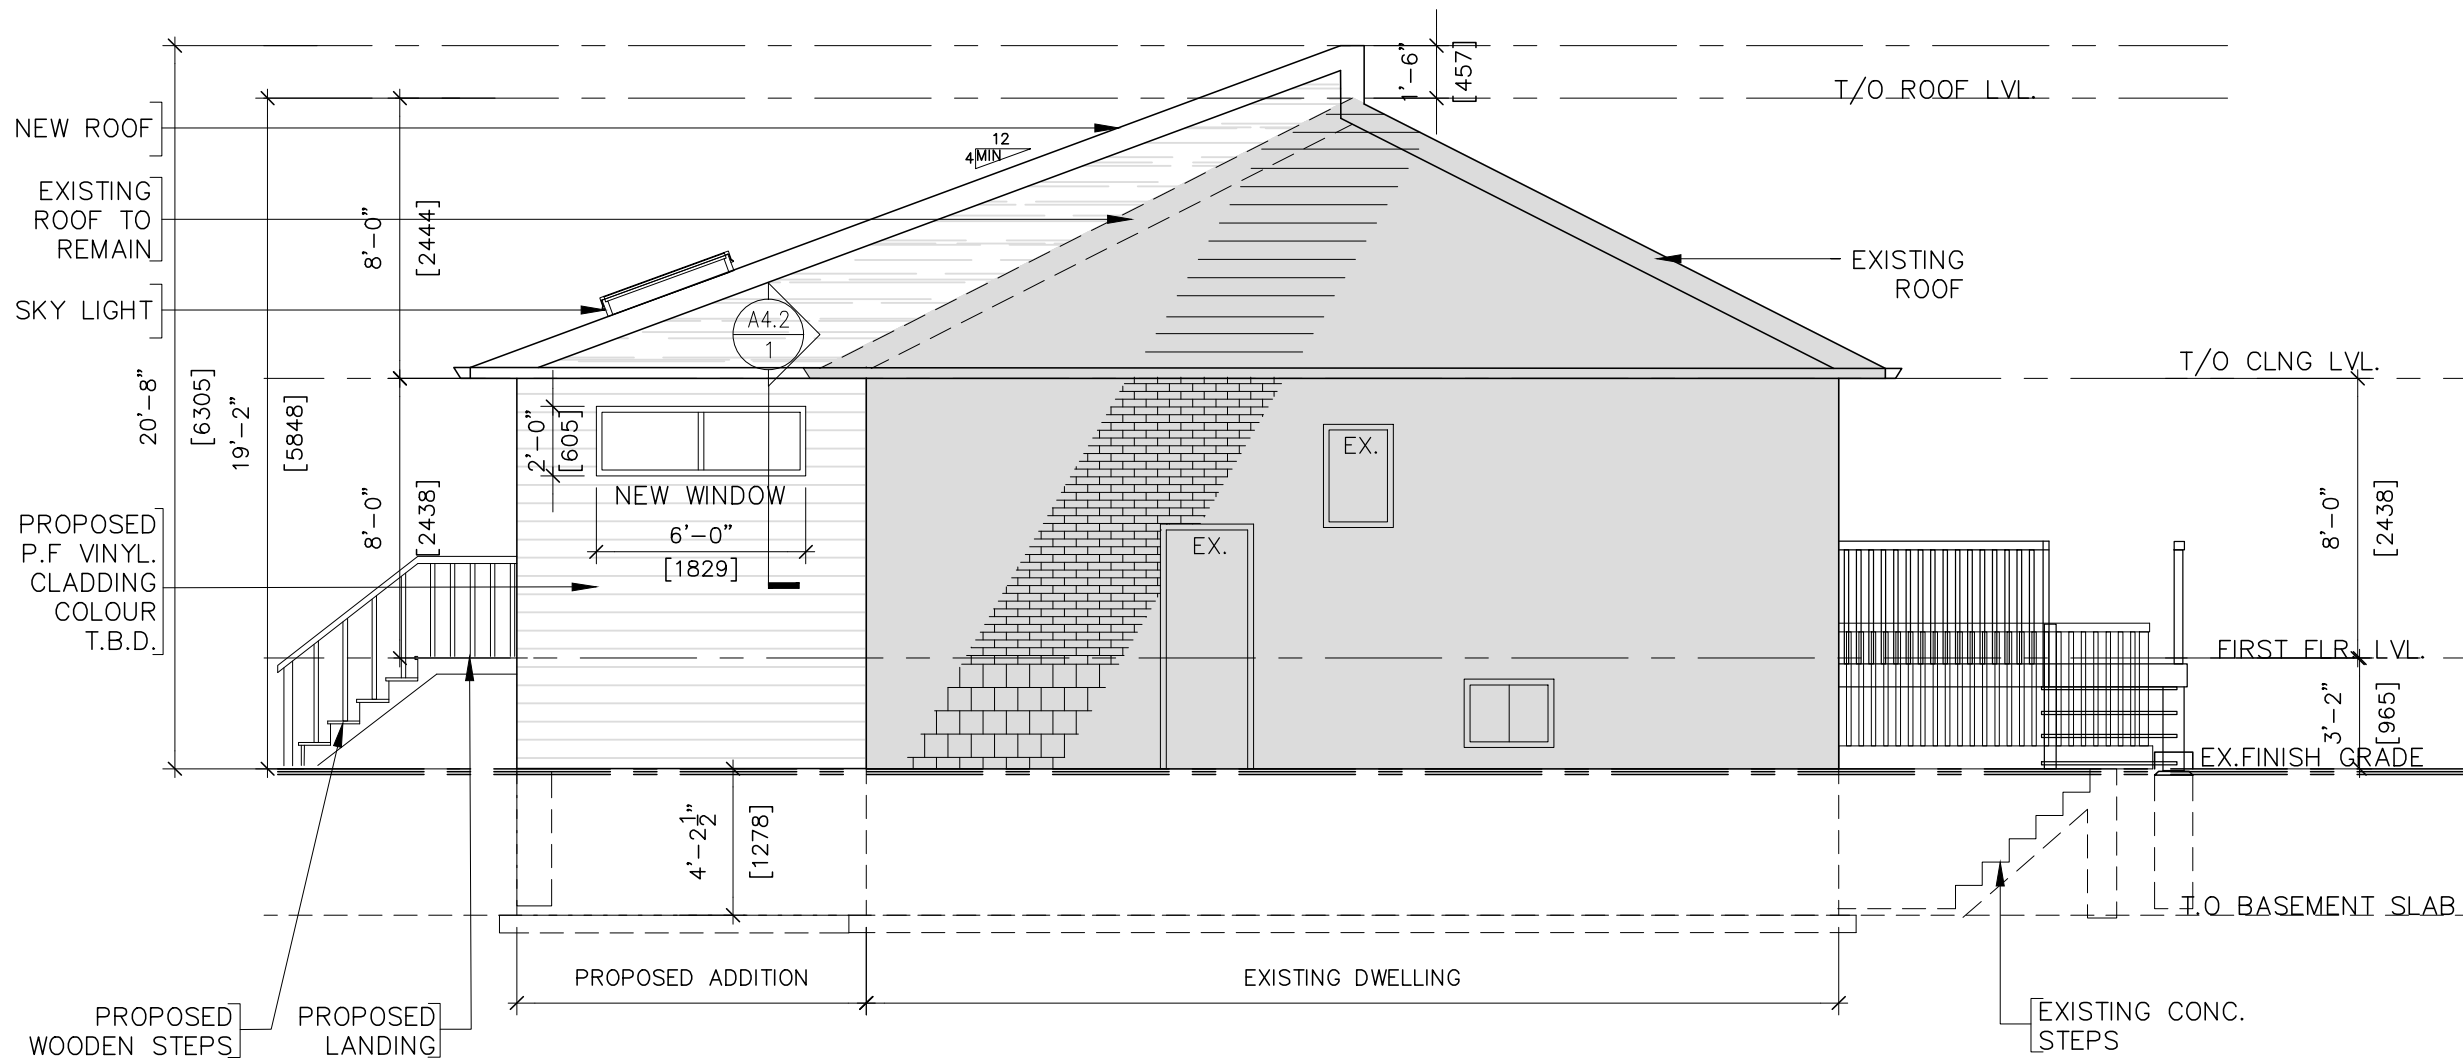 NEW ROOF
EXISTING
ROOF TO
REMAIN
SKY LIGHT
PROPOSED
P.F VINYL.
CLADDING
COLOUR
T.B.D.
20'-8"
[6305]
19'-2"
[5848]
8'-0"
[2444]
8'-0"
[2438]
12
4 MIN
A4.2
1
2'-0"
[605]
NEW WINDOW
6'-0"
[1829]
EX.
EX.
1'-6"
[457]
T/O ROOF LVL.
EXISTING
ROOF
T/O CLNG LVL.
8'-0"
[2438]
FIRST FLR. LVL.
3'-2"
[965]
EX.FINISH GRADE
4'-2 1/2"
[1278]
T.O BASEMENT SLAB
PROPOSED ADDITION
EXISTING DWELLING
PROPOSED
WOODEN STEPS
PROPOSED
LANDING
EXISTING CONC.
STEPS